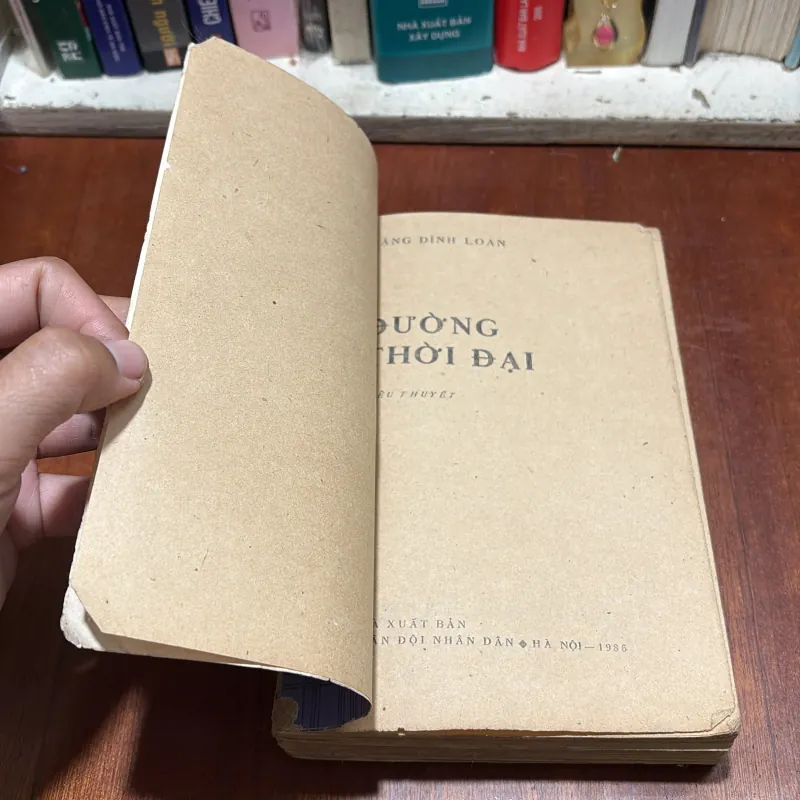 NHÀ XUẤT BẢN
XÂY DỰNG
ĂNG ĐÌNH LOAN
ĐƯỜNG
THỜI ĐẠI
ỂU THUYẾT
À XUẤT BẢN
ÂN ĐỘI NHÂN DÂN ◆ HÀ NỘI — 1986